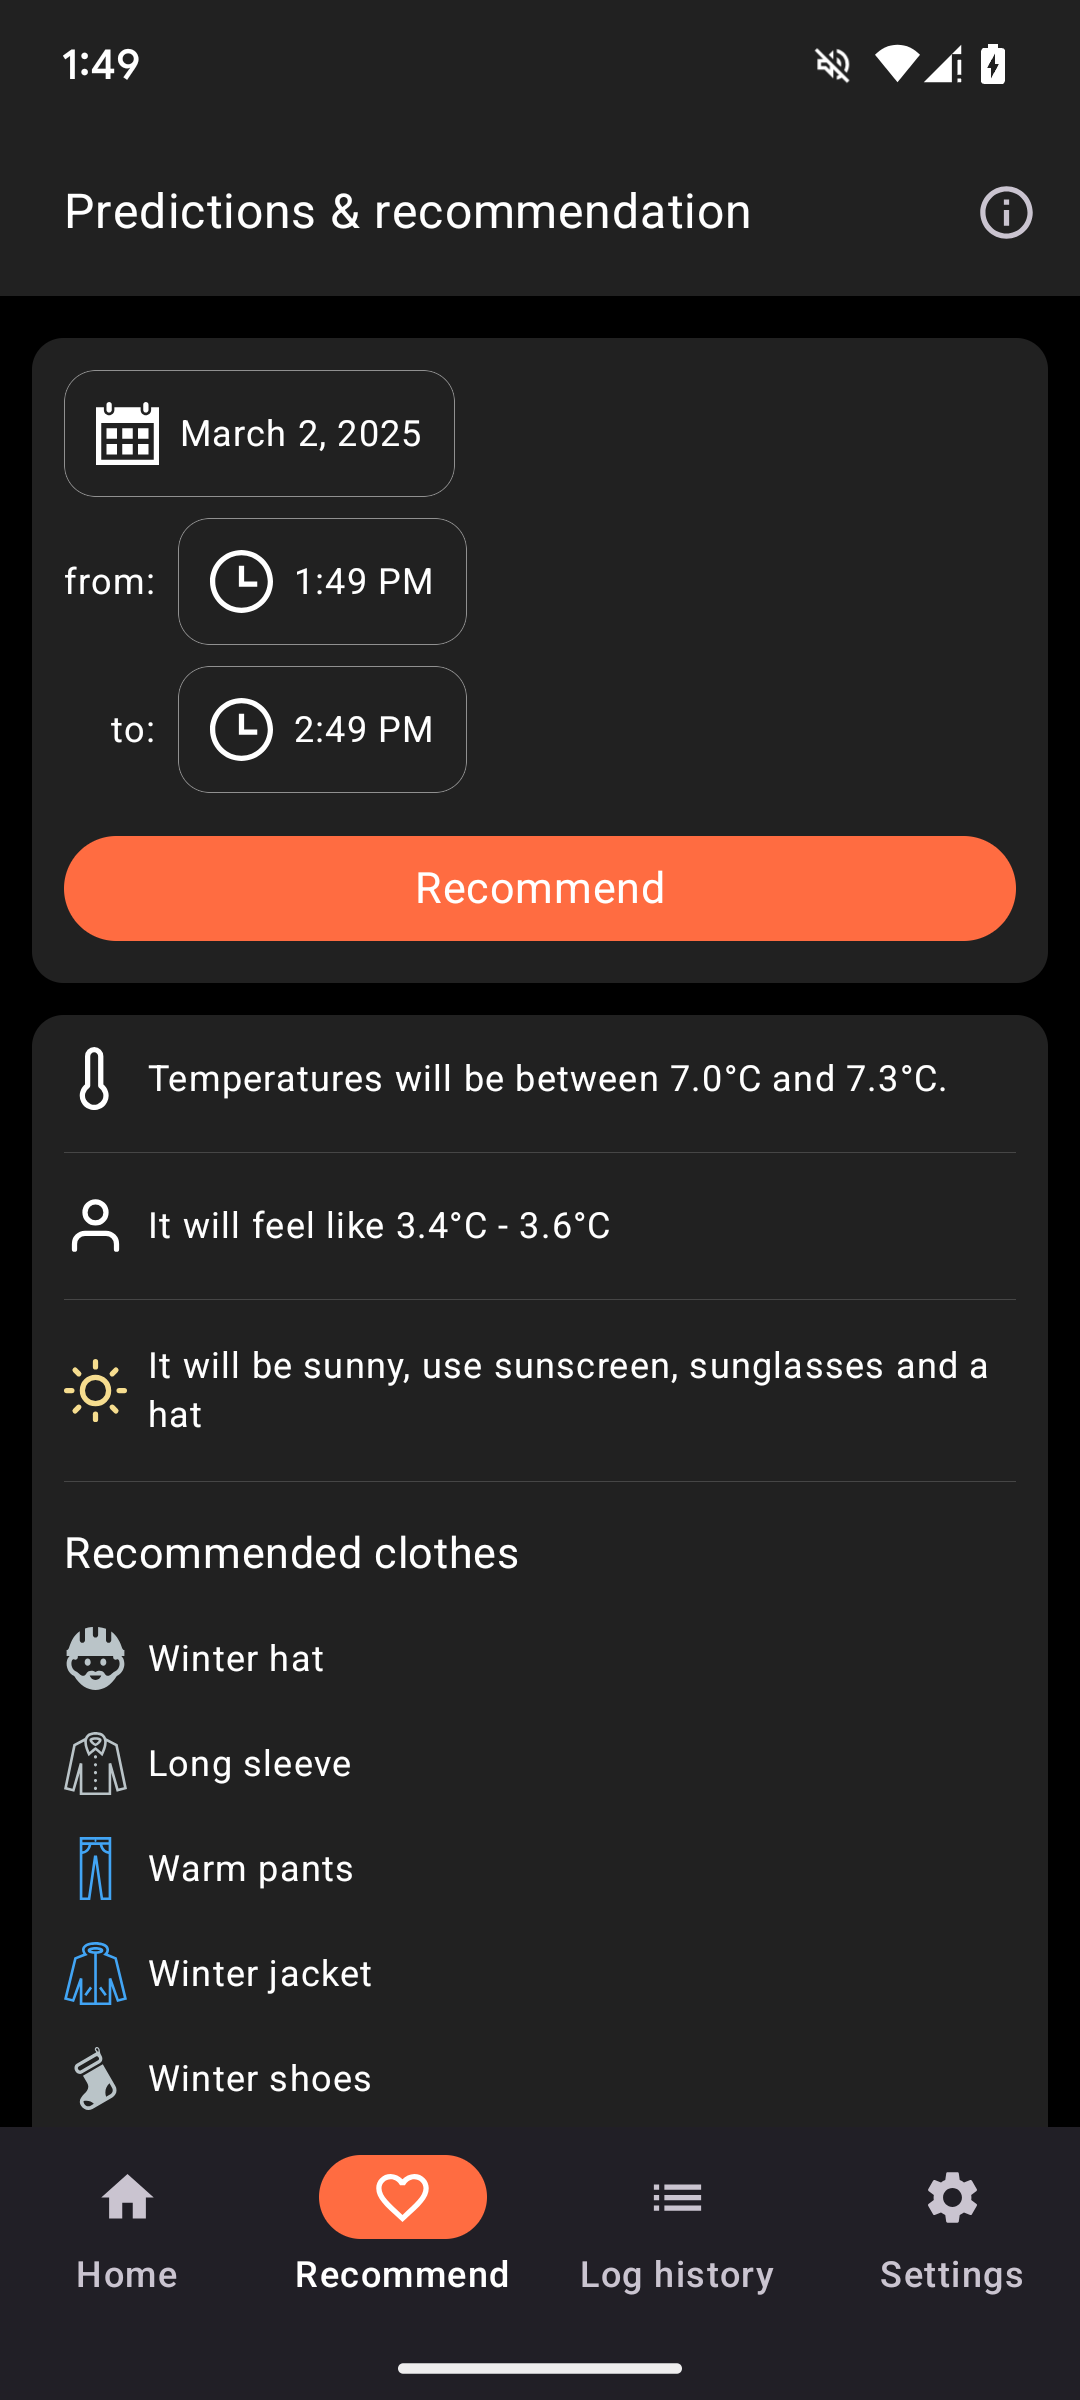 1:49
Predictions & recommendation
March 2, 2025
from:
1:49 PM
to:
2:49 PM
Recommend
Temperatures will be between 7.0°C and 7.3°C.
It will feel like 3.4°C - 3.6°C
It will be sunny, use sunscreen, sunglasses and a
hat
Recommended clothes
Winter hat
Long sleeve
Warm pants
Winter jacket
Winter shoes
Home
Recommend
Log history
Settings